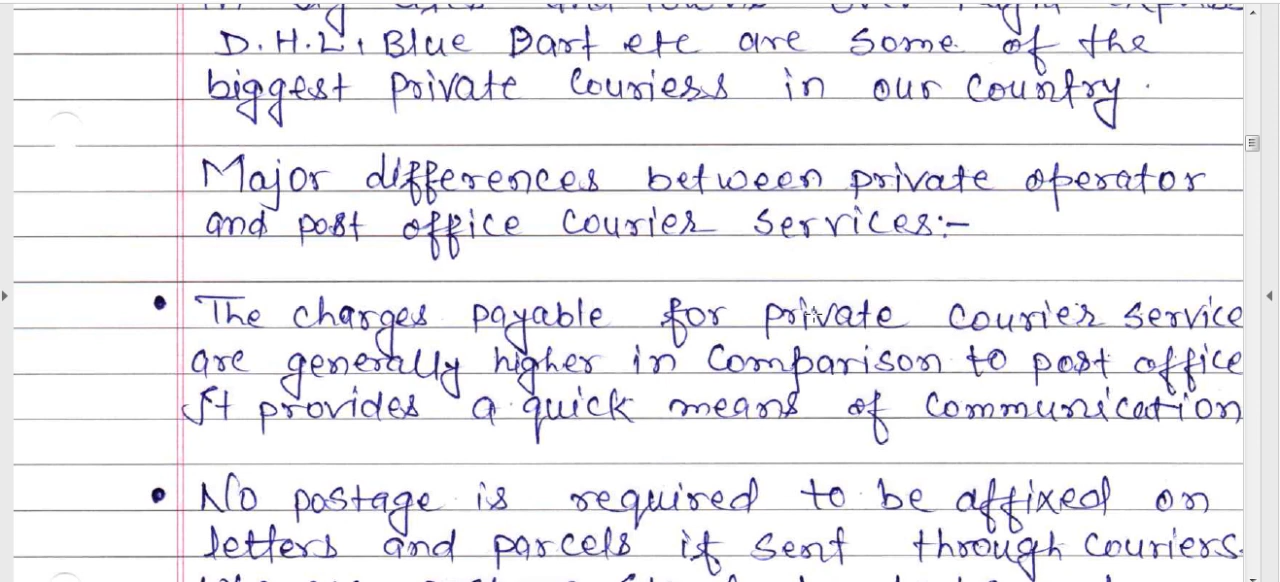 D.H.L, Blue Dart etc are some of the
biggest private Couriers in our Country.
Major differences between private operator
and post office courier services:-
• The charges payable for private courier service
are generally higher in Comparison to post office
It provides a quick means of Communication
• No postage is required to be affixed on
letters and parcels if sent through couriers.